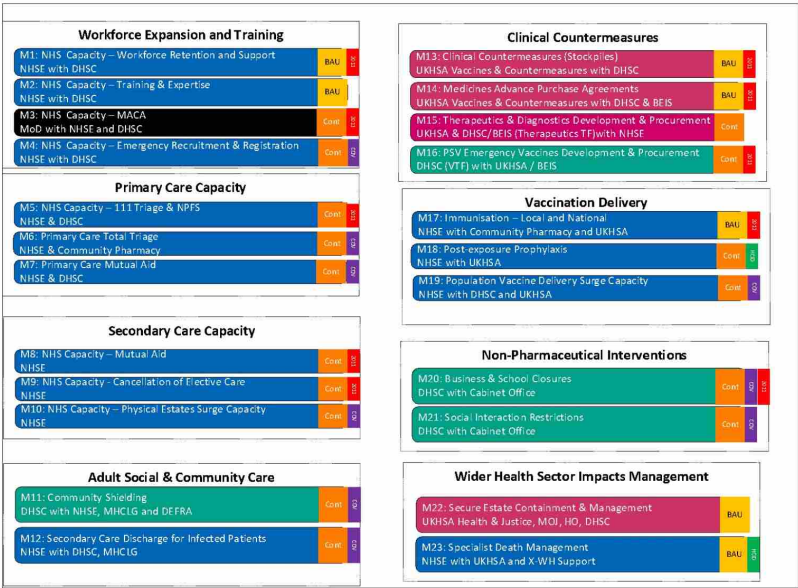 Workforce Expansion and Training
M1: NHS Capacity – Workforce Retention and Support
NHSE with DHSC
BAU
M2: NHS Capacity – Training & Expertise
NHSE with DHSC
BAU
M3: NHS Capacity – MACA
MoD with NHSE and DHSC
Cont
M4: NHS Capacity – Emergency Recruitment & Registration
NHSE with DHSC
Cont
COV
Primary Care Capacity
M5: NHS Capacity – 111 Triage & NPFS
NHSE & DHSC
Cont
M6: Primary Care Total Triage
NHSE & Community Pharmacy
Cont
COV
M7: Primary Care Mutual Aid
NHSE & DHSC
Cont
COV
Secondary Care Capacity
M8: NHS Capacity – Mutual Aid
NHSE
Cont
M9: NHS Capacity - Cancellation of Elective Care
NHSE
Cont
M10: NHS Capacity – Physical Estates Surge Capacity
NHSE
Cont
COV
Adult Social & Community Care
M11: Community Shielding
DHSC with NHSE, MHCLG and DEFRA
Cont
COV
M12: Secondary Care Discharge for Infected Patients
NHSE with DHSC, MHCLG
Cont
COV
Clinical Countermeasures
M13: Clinical Countermeasures (Stockpiles)
UKHSA Vaccines & Countermeasures with DHSC
BAU
M14: Medicines Advance Purchase Agreements
UKHSA Vaccines & Countermeasures with DHSC & BEIS
BAU
M15: Therapeutics & Diagnostics Development & Procurement
UKHSA & DHSC/BEIS (Therapeutics TF)with NHSE
Cont
M16: PSV Emergency Vaccines Development & Procurement
DHSC (VTF) with UKHSA / BEIS
Cont
Vaccination Delivery
M17: Immunisation – Local and National
NHSE with Community Pharmacy and UKHSA
BAU
M18: Post-exposure Prophylaxis
NHSE with UKHSA
Cont
M19: Population Vaccine Delivery Surge Capacity
NHSE with DHSC and UKHSA
Cont
COV
Non-Pharmaceutical Interventions
M20: Business & School Closures
DHSC with Cabinet Office
Cont
COV
M21: Social Interaction Restrictions
DHSC with Cabinet Office
Cont
COV
Wider Health Sector Impacts Management
M22: Secure Estate Containment & Management
UKHSA Health & Justice, MOJ, HO, DHSC
BAU
M23: Specialist Death Management
NHSE with UKHSA and X-WH Support
BAU